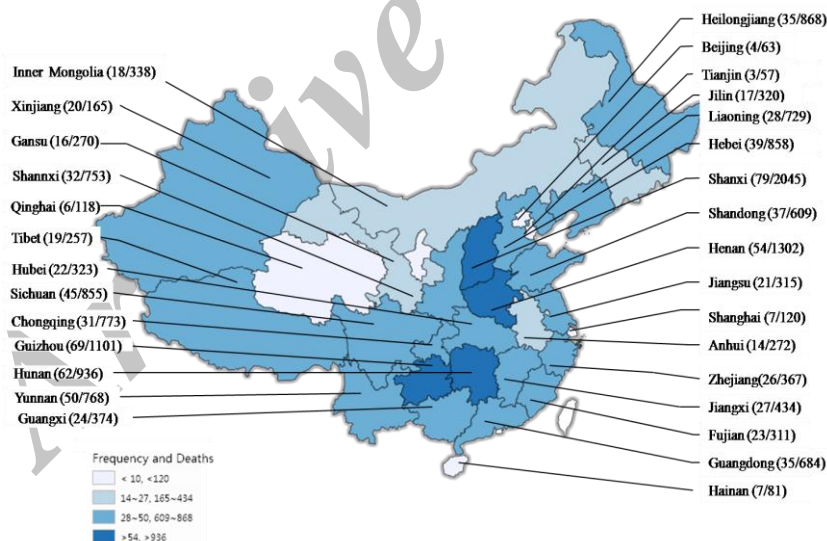 Inner Mongolia (18/338)
Xinjiang (20/165)
Gansu (16/270)
Shannxi (32/753)
Qinghai (6/118)
Tibet (19/257)
Hubei (22/323)
Sichuan (45/855)
Chongqing (31/773)
Guizhou (69/1101)
Hunan (62/936)
Yunnan (50/768)
Guangxi (24/374)
Heilongjiang (35/868)
Beijing (4/63)
Tianjin (3/57)
Jilin (17/320)
Liaoning (28/729)
Hebei (39/858)
Shanxi (79/2045)
Shandong (37/609)
Henan (54/1302)
Jiangsu (21/315)
Shanghai (7/120)
Anhui (14/272)
Zhejiang(26/367)
Jiangxi (27/434)
Fujian (23/311)
Guangdong (35/684)
Hainan (7/81)
Frequency and Deaths
< 10, <120
14~27, 165~434
28~50, 609~868
>54, >936